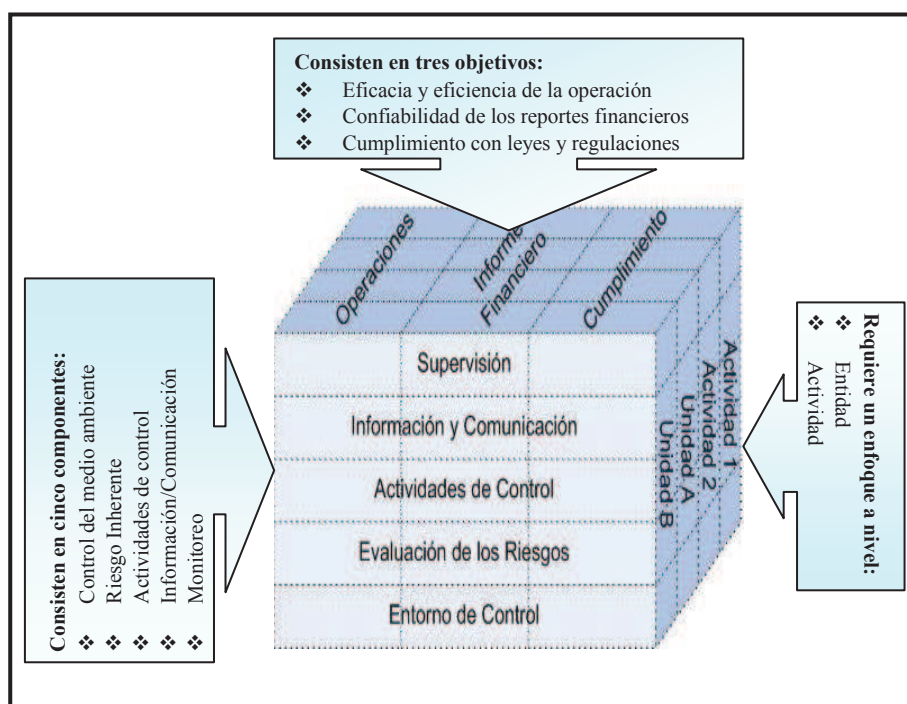 Consisten en tres objetivos:
❖ Eficacia y eficiencia de la operación
❖ Confiabilidad de los reportes financieros
❖ Cumplimiento con leyes y regulaciones
Consisten en cinco componentes:
❖ Control del medio ambiente
❖ Riesgo Inherente
❖ Actividades de control
❖ Información/Comunicación
❖ Monitoreo
Operaciones
Informe
Financiero
Cumplimiento
Supervisión
Información y Comunicación
Actividades de Control
Evaluación de los Riesgos
Entorno de Control
Unidad B
Unidad A
Actividad 2
Actividad 1
Requiere un enfoque a nivel:
❖ Entidad
❖ Actividad